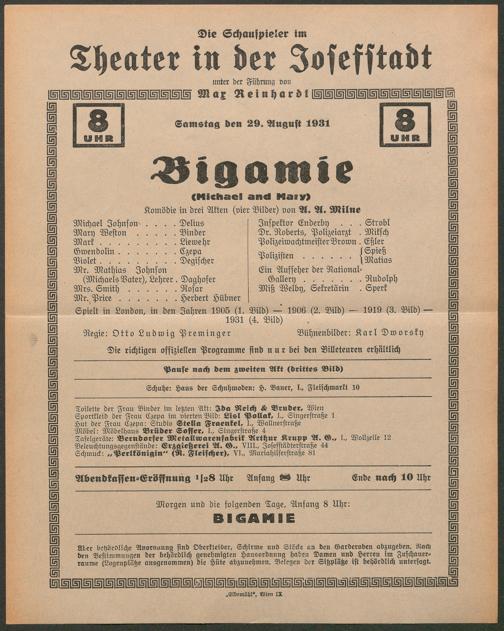 Die Schauspieler im
Theater in der Josefstadt
unter der Führung von
Max Reinhardt
8 UHR
8 UHR
Samstag den 29. August 1931
Bigamie
(Michael and Mary)
Komödie in drei Akten (vier Bilder) von A. A. Milne
Michael Johnson . . . . . Delius
Mary Weston . . . . . Binder
Mark . . . . . Liewehr
Gwendolin . . . . . Czepa
Violet . . . . . Degischer
Mr. Mathias Johnson
(Michaels Vater), Lehrer . Daghofer
Mrs. Smith . . . . . Rosar
Mr. Price . . . . . Herbert Hübner
Inspektor Enderby . . . Strobl
Dr. Roberts, Polizeiarzt . Mitsch
Polizeiwachtmeister Brown . Eßler
Polizisten . . . . . { Spieß
Matias
Ein Aufseher der National-
Gallery . . . . . Rudolph
Miß Welby, Sekretärin . Sperk
Spielt in London, in den Jahren 1905 (1. Bild) — 1906 (2. Bild) — 1919 (3. Bild) —
1931 (4. Bild)
Regie: Otto Ludwig Preminger Bühnenbilder: Karl Dworsky
Die richtigen offiziellen Programme sind nur bei den Billeteuren erhältlich
Pause nach dem zweiten Akt (drittes Bild)
Schuhe: Haus der Schuhmoden: H. Bauer, I., Fleischmarkt 10
Toilette der Frau Binder im letzten Akt: Ida Reich & Bruder, Wien
Sportkleid der Frau Czepa im vierten Bild: Lisl Pollak, I., Singerstraße 1
Hut der Frau Czepa: Studio Stella Fraenkel, I., Wallnerstraße
Möbel: Möbelhaus Brüder Soffer, I., Singerstraße 4
Tafelgeräte: Berndorfer Metallwarenfabrik Arthur Krupp A. G., I., Wollzeile 12
Beleuchtungsgegenstände: Erzgießerei A. G., VIII., Josefstädterstraße 44
Schmuck: „Perlkönigin“ (R. Fleischer), VI., Mariahilferstraße 81
Abendkassen-Eröffnung 1/2 8 Uhr Anfang 8 Uhr Ende nach 10 Uhr
Morgen und die folgenden Tage, Anfang 8 Uhr:
BIGAMIE
Über behördliche Anordnung sind Oberkleider, Schirme und Stöcke an den Garderoben abzugeben. Nach
den Bestimmungen der behördlich genehmigten Hausordnung haben Damen und Herren im Zuschauer-
raume (Logenplätze ausgenommen) die Hüte abzunehmen. Belegen der Sitzplätze ist behördlich untersagt.
„Elbemühl“, Wien IX.